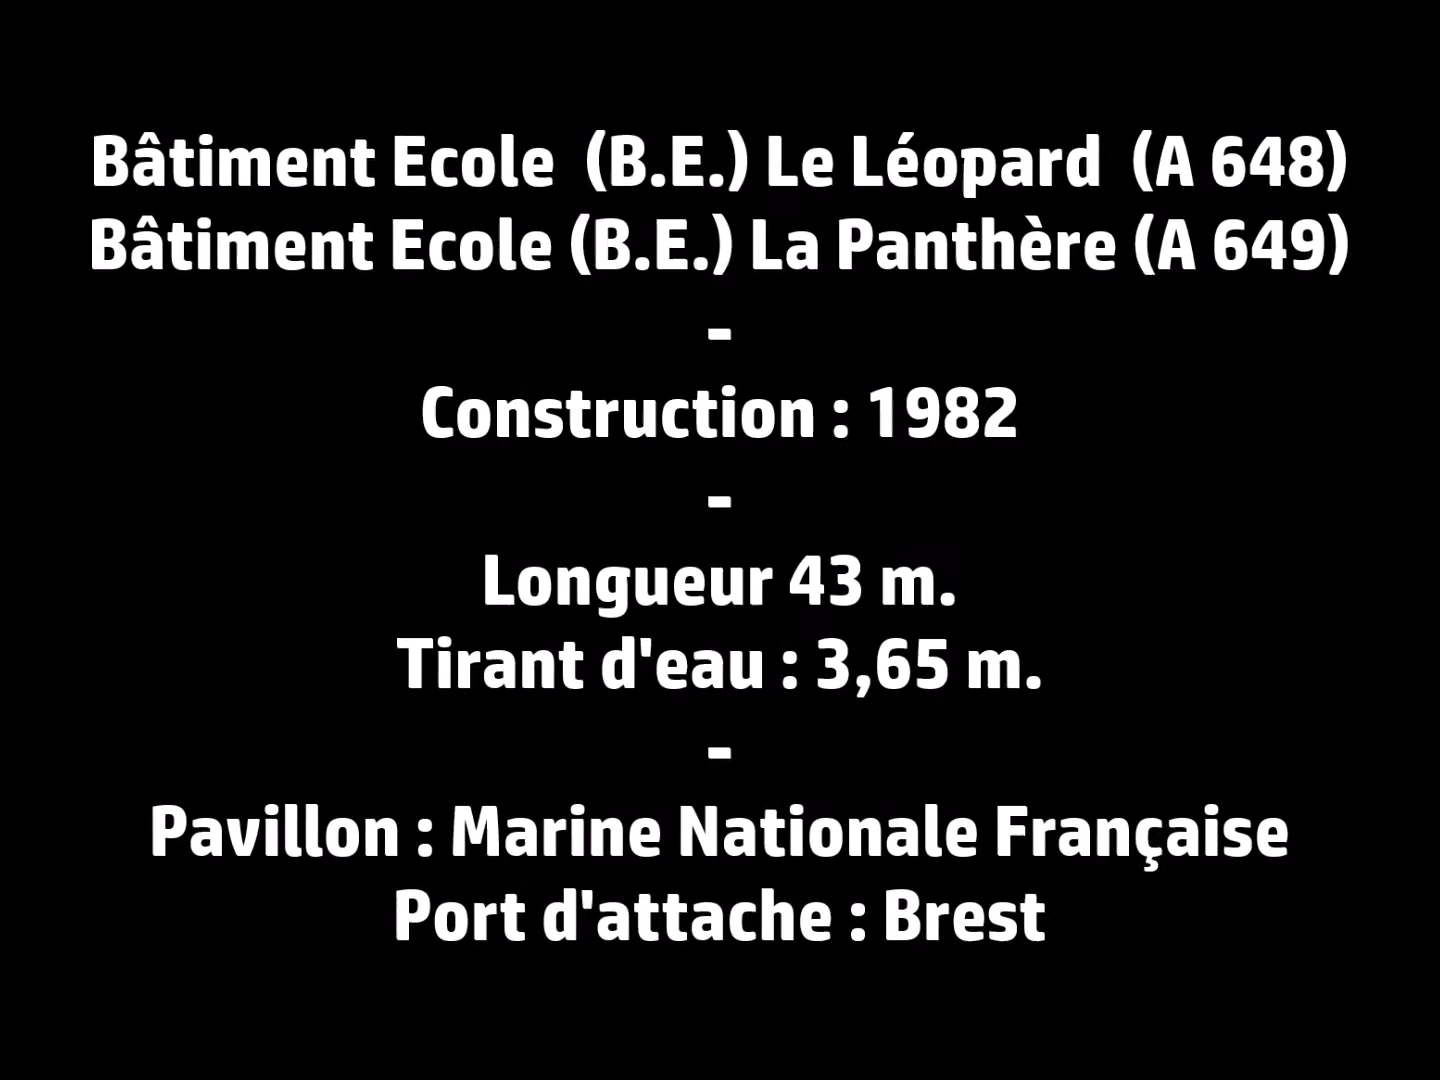 Bâtiment Ecole  (B.E.) Le Léopard  (A 648)
Bâtiment Ecole (B.E.) La Panthère (A 649)
-
Construction : 1982
-
Longueur 43 m.
Tirant d'eau : 3,65 m.
-
Pavillon : Marine Nationale Française
Port d'attache : Brest